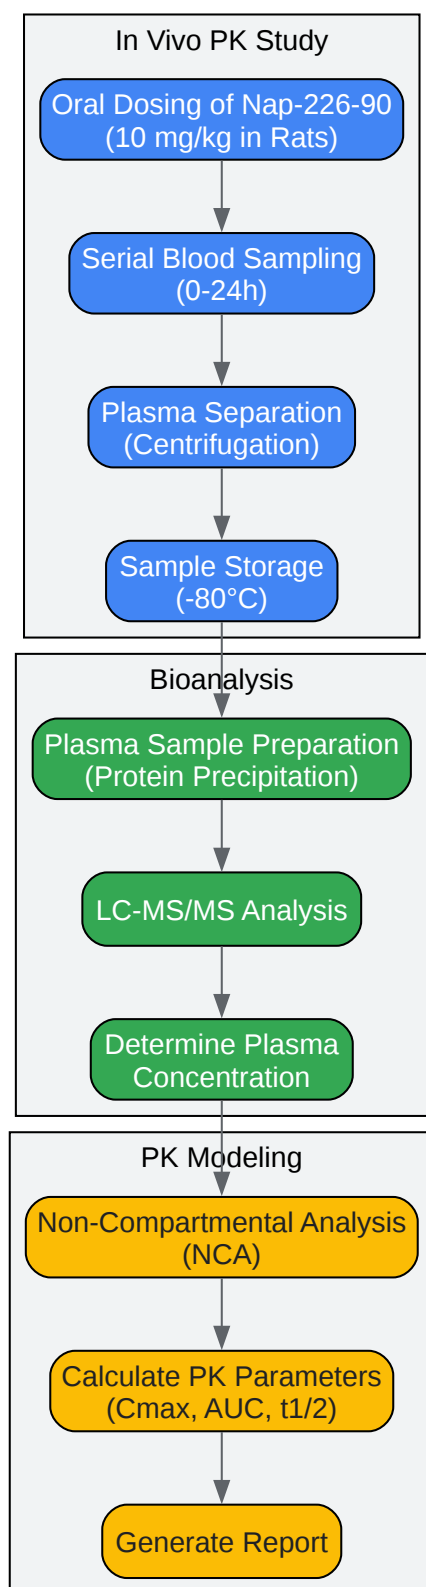 In Vivo PK Study
Oral Dosing of Nap-226-90
(10 mg/kg in Rats)
Serial Blood Sampling
(0-24h)
Plasma Separation
(Centrifugation)
Sample Storage
(-80°C)
Bioanalysis
Plasma Sample Preparation
(Protein Precipitation)
LC-MS/MS Analysis
Determine Plasma
Concentration
PK Modeling
Non-Compartmental Analysis
(NCA)
Calculate PK Parameters
(Cmax, AUC, t1/2)
Generate Report